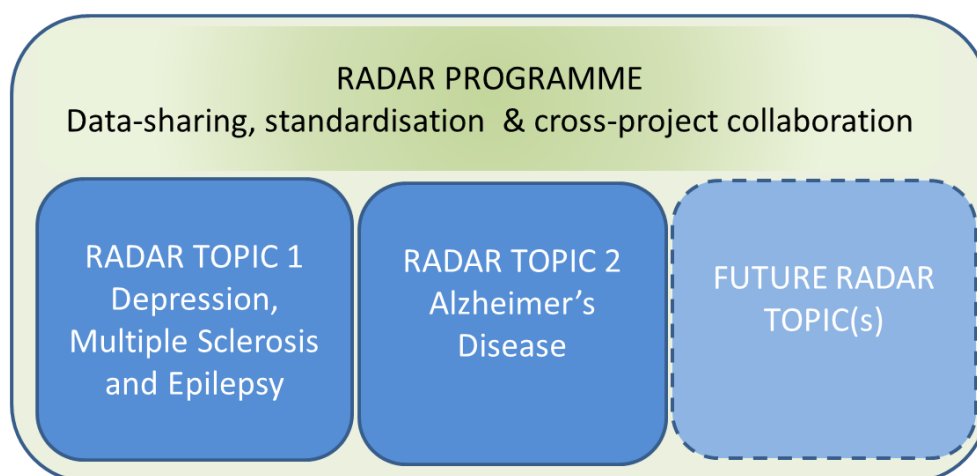 RADAR PROGRAMME
Data-sharing, standardisation & cross-project collaboration
RADAR TOPIC 1
Depression,
Multiple Sclerosis
and Epilepsy
RADAR TOPIC 2
Alzheimer’s
Disease
FUTURE RADAR
TOPIC(s)